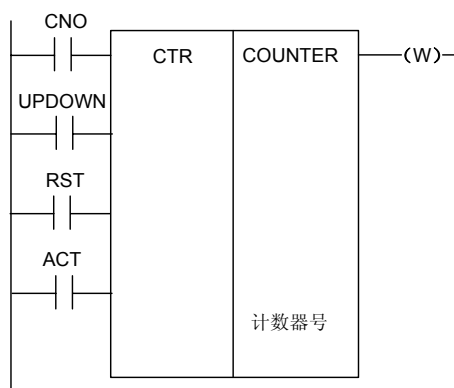 CNO
CTR COUNTER (W)
UPDOWN
RST
ACT
计数器号